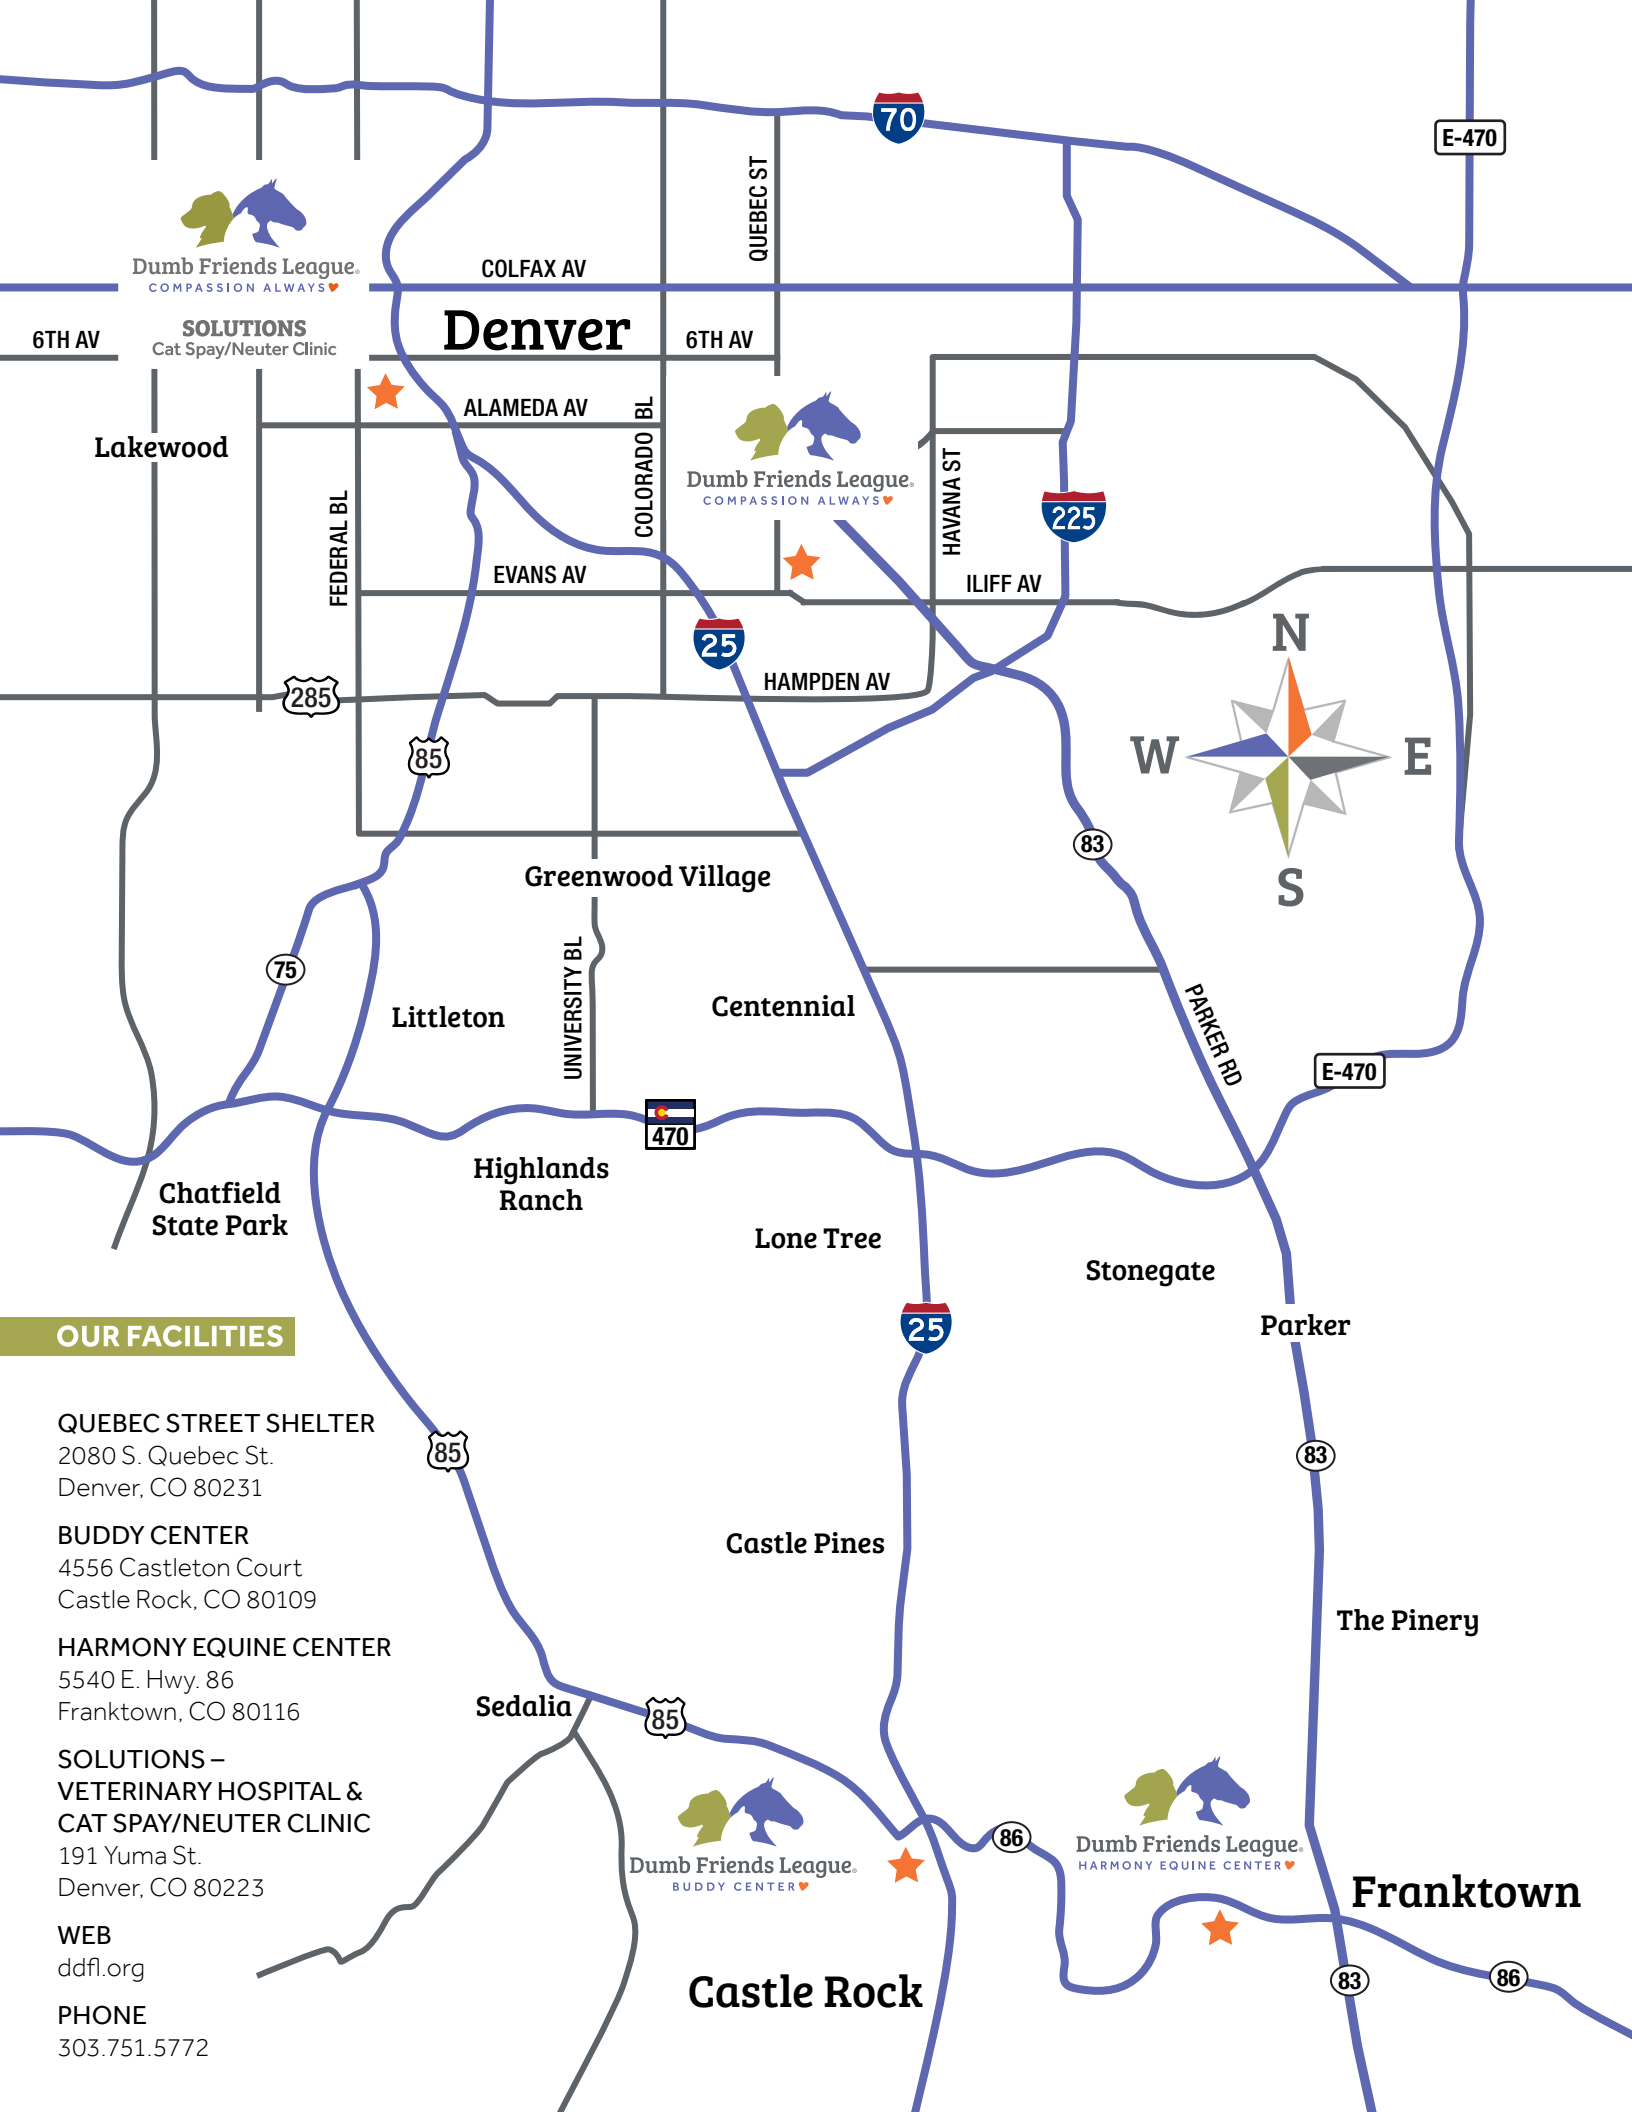 70
E-470
QUEBEC ST
Dumb Friends League®
COMPASSION ALWAYS
COLFAX AV
SOLUTIONS
Cat Spay/Neuter Clinic
6TH AV
Denver
6TH AV
ALAMEDA AV
COLORADO BL
Lakewood
Dumb Friends League®
COMPASSION ALWAYS
HAVANA ST
225
FEDERAL BL
EVANS AV
ILIFF AV
25
N
285
HAMPDEN AV
85
W
E
83
Greenwood Village
S
75
UNIVERSITY BL
Littleton
Centennial
PARKER RD
E-470
470
Highlands
Ranch
Chatfield
State Park
Lone Tree
Stonegate
25
Parker
OUR FACILITIES
QUEBEC STREET SHELTER
2080 S. Quebec St.
Denver, CO 80231
BUDDY CENTER
4556 Castleton Court
Castle Rock, CO 80109
HARMONY EQUINE CENTER
5540 E. Hwy. 86
Franktown, CO 80116
SOLUTIONS –
VETERINARY HOSPITAL &
CAT SPAY/NEUTER CLINIC
191 Yuma St.
Denver, CO 80223
WEB
ddfl.org
PHONE
303.751.5772
85
83
Castle Pines
The Pinery
Sedalia
85
86
Dumb Friends League®
BUDDY CENTER
Dumb Friends League®
HARMONY EQUINE CENTER
Franktown
Castle Rock
83
86